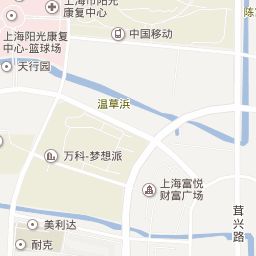 上海市阳光
康复中心
陈
中国移动
上海阳光康复
中心-篮球场
天行园
温草浜
万科-梦想派
上海富悦
财富广场
茸兴路
美利达
耐克